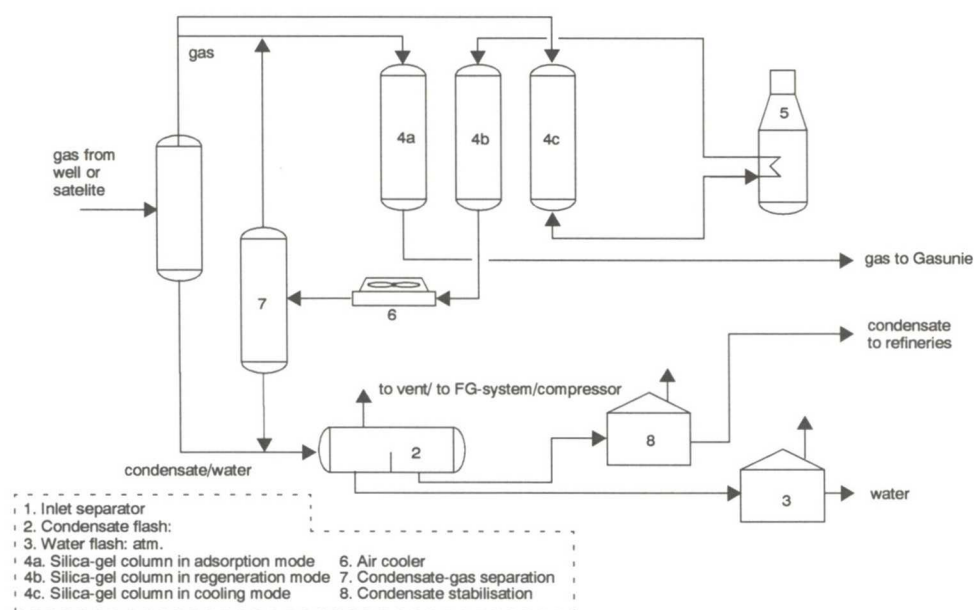 gas
4a
4b
4c
5
gas from
well or
satelite
gas to Gasunie
7
6
condensate
to refineries
to vent/ to FG-system/compressor
2
8
condensate/water
3
water
1. Inlet separator
2. Condensate flash:
3. Water flash: atm.
4a. Silica-gel column in adsorption mode
4b. Silica-gel column in regeneration mode
4c. Silica-gel column in cooling mode
6. Air cooler
7. Condensate-gas separation
8. Condensate stabilisation